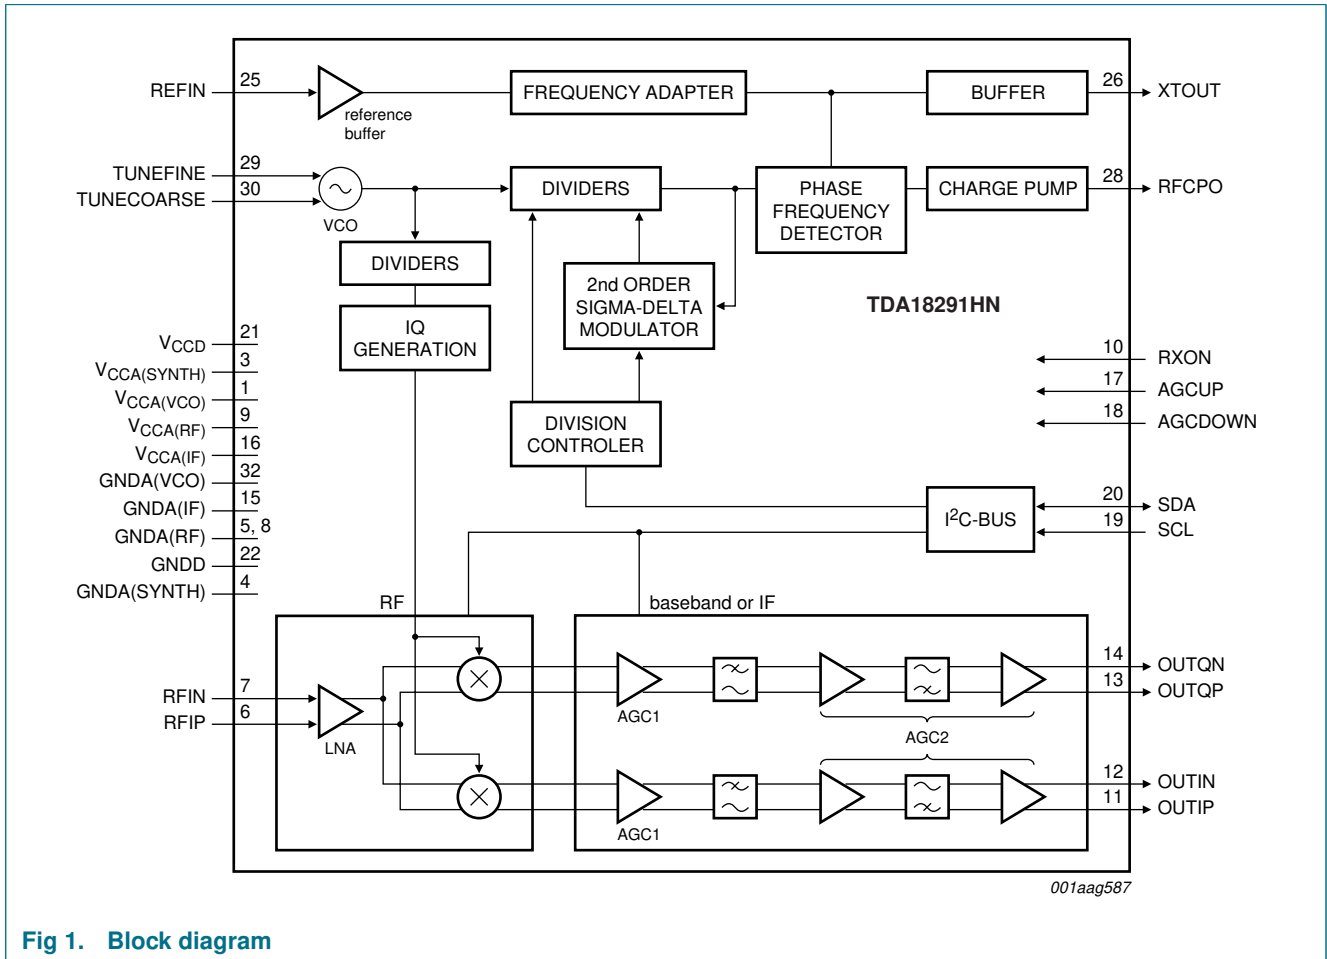 REFIN
25
reference
buffer
FREQUENCY ADAPTER
BUFFER
26
XTOUT
TUNEFINE
29
TUNECOARSE
30
VCO
DIVIDERS
PHASE
FREQUENCY
DETECTOR
CHARGE PUMP
28
RFCPO
DIVIDERS
2nd ORDER
SIGMA-DELTA
MODULATOR
TDA18291HN
IQ
GENERATION
VCCD
21
VCCA(SYNTH)
3
VCCA(VCO)
1
VCCA(RF)
9
VCCA(IF)
16
GNDA(VCO)
32
GNDA(IF)
15
GNDA(RF)
5, 8
GNDD
22
GNDA(SYNTH)
4
10
RXON
17
AGCUP
18
AGCDOWN
DIVISION
CONTROLER
I2C-BUS
20
SDA
19
SCL
RF
baseband or IF
RFIN
7
RFIP
6
LNA
AGC1
AGC2
14
OUTQN
13
OUTQP
AGC1
12
OUTIN
11
OUTIP
001aag587
Fig 1. Block diagram